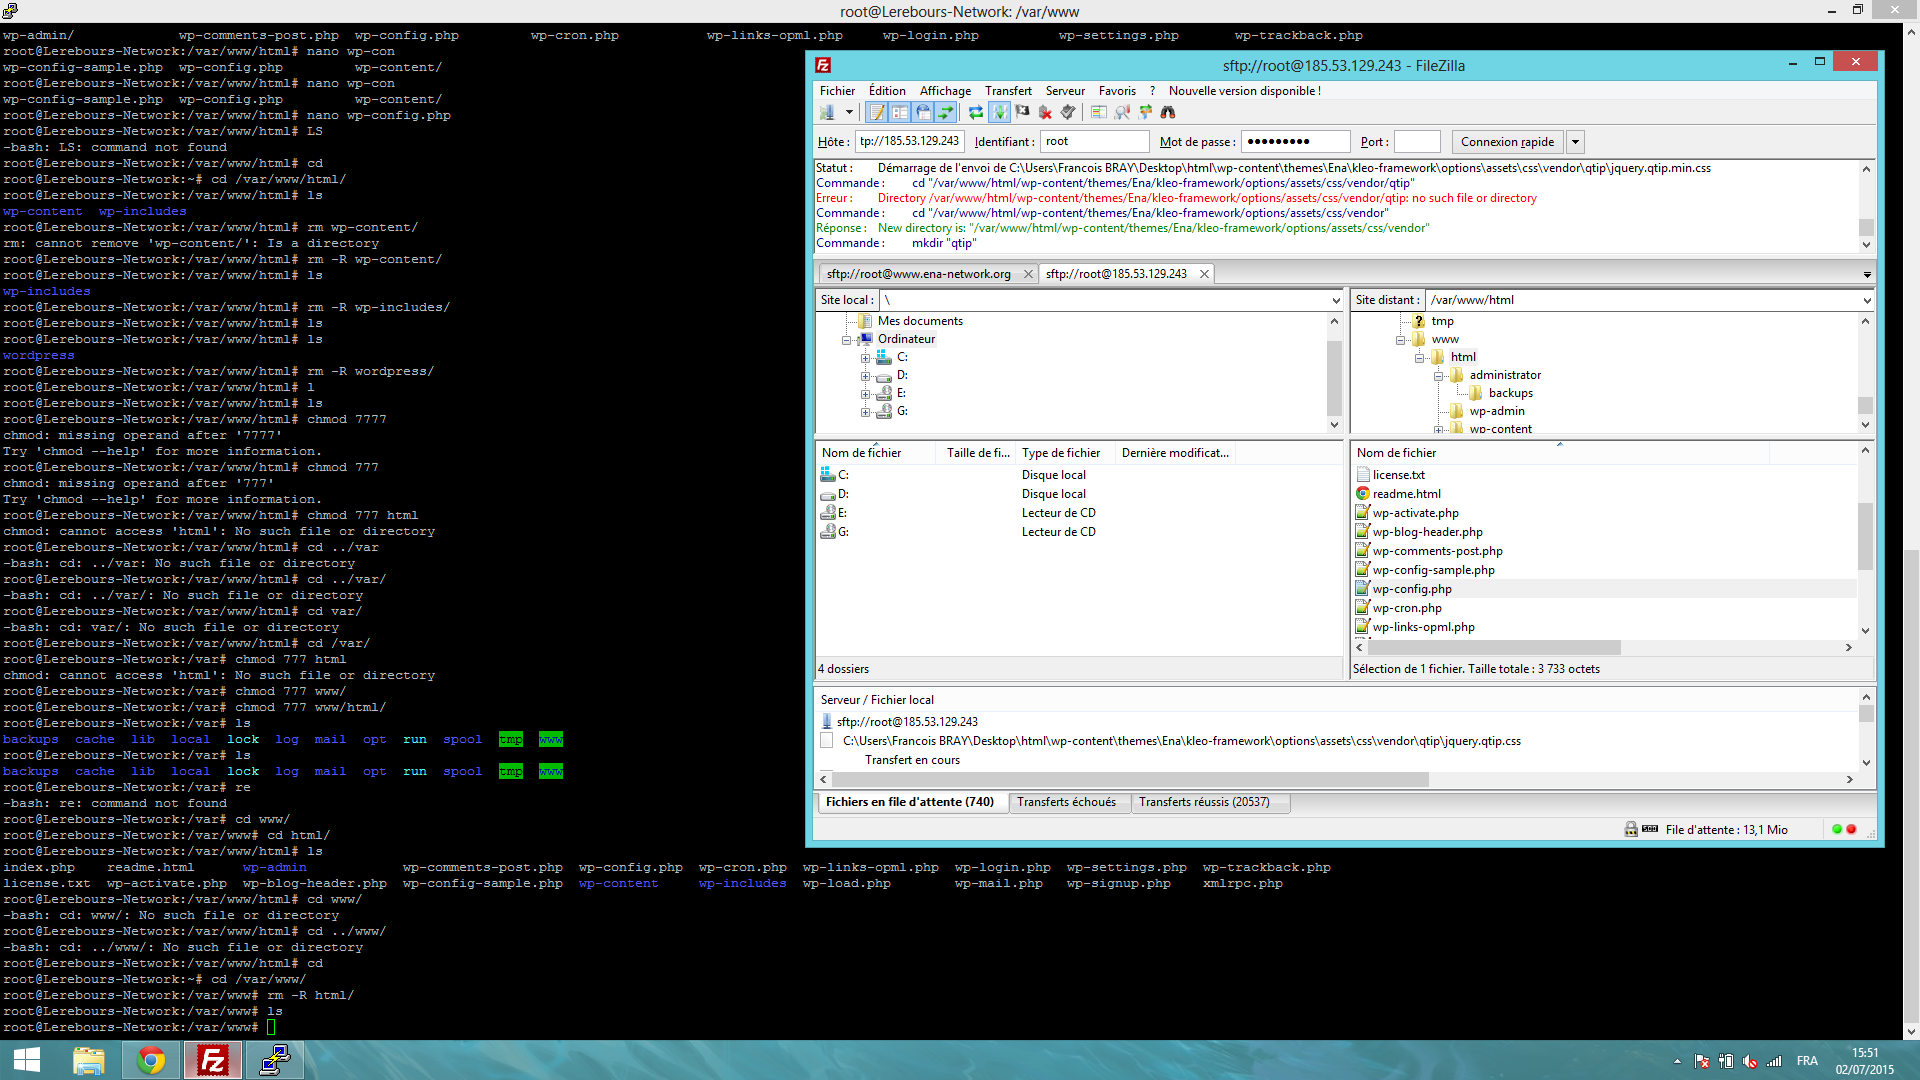 root@Lerebours-Network: /var/www
wp-admin/ wp-comments-post.php wp-config.php wp-cron.php wp-links-opml.php wp-login.php wp-settings.php wp-trackback.php
root@Lerebours-Network:/var/www/html# nano wp-con
wp-config-sample.php wp-config.php wp-content/
root@Lerebours-Network:/var/www/html# nano wp-con
wp-config-sample.php wp-config.php wp-content/
root@Lerebours-Network:/var/www/html# nano wp-config.php
root@Lerebours-Network:/var/www/html# LS
-bash: LS: command not found
root@Lerebours-Network:/var/www/html# cd
root@Lerebours-Network:~# cd /var/www/html/
root@Lerebours-Network:/var/www/html# ls
wp-content wp-includes
root@Lerebours-Network:/var/www/html# rm wp-content/
rm: cannot remove 'wp-content/': Is a directory
root@Lerebours-Network:/var/www/html# rm -R wp-content/
root@Lerebours-Network:/var/www/html# ls
wp-includes
root@Lerebours-Network:/var/www/html# rm -R wp-includes/
root@Lerebours-Network:/var/www/html# ls
root@Lerebours-Network:/var/www/html# ls
wordpress
root@Lerebours-Network:/var/www/html# rm -R wordpress/
root@Lerebours-Network:/var/www/html# l
root@Lerebours-Network:/var/www/html# ls
root@Lerebours-Network:/var/www/html# chmod 7777
chmod: missing operand after '7777'
Try 'chmod --help' for more information.
root@Lerebours-Network:/var/www/html# chmod 777
chmod: missing operand after '777'
Try 'chmod --help' for more information.
root@Lerebours-Network:/var/www/html# chmod 777 html
chmod: cannot access 'html': No such file or directory
root@Lerebours-Network:/var/www/html# cd ../var
-bash: cd: ../var: No such file or directory
root@Lerebours-Network:/var/www/html# cd ../var/
-bash: cd: ../var/: No such file or directory
root@Lerebours-Network:/var/www/html# cd var/
-bash: cd: var/: No such file or directory
root@Lerebours-Network:/var/www/html# cd /var/
root@Lerebours-Network:/var# chmod 777 html
chmod: cannot access 'html': No such file or directory
root@Lerebours-Network:/var# chmod 777 www/
root@Lerebours-Network:/var# chmod 777 www/html/
root@Lerebours-Network:/var# ls
backups cache lib local lock log mail opt run spool tmp www
root@Lerebours-Network:/var# ls
backups cache lib local lock log mail opt run spool tmp www
root@Lerebours-Network:/var# re
-bash: re: command not found
root@Lerebours-Network:/var# cd www/
root@Lerebours-Network:/var/www# cd html/
root@Lerebours-Network:/var/www/html# ls
index.php readme.html wp-admin wp-comments-post.php wp-config.php wp-cron.php wp-links-opml.php wp-login.php wp-settings.php wp-trackback.php
license.txt wp-activate.php wp-blog-header.php wp-config-sample.php wp-content wp-includes wp-load.php wp-mail.php wp-signup.php xmlrpc.php
root@Lerebours-Network:/var/www/html# cd www/
-bash: cd: www/: No such file or directory
root@Lerebours-Network:/var/www/html# cd ../www/
-bash: cd: ../www/: No such file or directory
root@Lerebours-Network:/var/www/html# cd
root@Lerebours-Network:~# cd /var/www/
root@Lerebours-Network:/var/www# rm -R html/
root@Lerebours-Network:/var/www# ls
root@Lerebours-Network:/var/www#
sftp://root@185.53.129.243 - FileZilla
Fichier Édition Affichage Transfert Serveur Favoris ? Nouvelle version disponible !
Hôte : tp://185.53.129.243 Identifiant : root Mot de passe : ●●●●●●●●● Port : Connexion rapide
Statut : Démarrage de l'envoi de C:\Users\Francois BRAY\Desktop\html\wp-content\themes\Ena\kleo-framework\options\assets\css\vendor\qtip\jquery.qtip.min.css
Commande : cd "/var/www/html/wp-content/themes/Ena/kleo-framework/options/assets/css/vendor/qtip"
Erreur : Directory /var/www/html/wp-content/themes/Ena/kleo-framework/options/assets/css/vendor/qtip: no such file or directory
Commande : cd "/var/www/html/wp-content/themes/Ena/kleo-framework/options/assets/css/vendor"
Réponse : New directory is: "/var/www/html/wp-content/themes/Ena/kleo-framework/options/assets/css/vendor"
Commande : mkdir "qtip"
sftp://root@www.ena-network.org sftp://root@185.53.129.243
Site local : \
Mes documents
Ordinateur
C:
D:
E:
G:
Site distant : /var/www/html
tmp
www
html
administrator
backups
wp-admin
wp-content
Nom de fichier Taille de fi... Type de fichier Dernière modificat...
C: Disque local
D: Disque local
E: Lecteur de CD
G: Lecteur de CD
4 dossiers
Nom de fichier
license.txt
readme.html
wp-activate.php
wp-blog-header.php
wp-comments-post.php
wp-config-sample.php
wp-config.php
wp-cron.php
wp-links-opml.php
Sélection de 1 fichier. Taille totale : 3 733 octets
Serveur / Fichier local
sftp://root@185.53.129.243
C:\Users\Francois BRAY\Desktop\html\wp-content\themes\Ena\kleo-framework\options\assets\css\vendor\qtip\jquery.qtip.css
Transfert en cours
Fichiers en file d'attente (740) Transferts échoués Transferts réussis (20537)
File d'attente : 13,1 Mio
FRA
15:51
02/07/2015